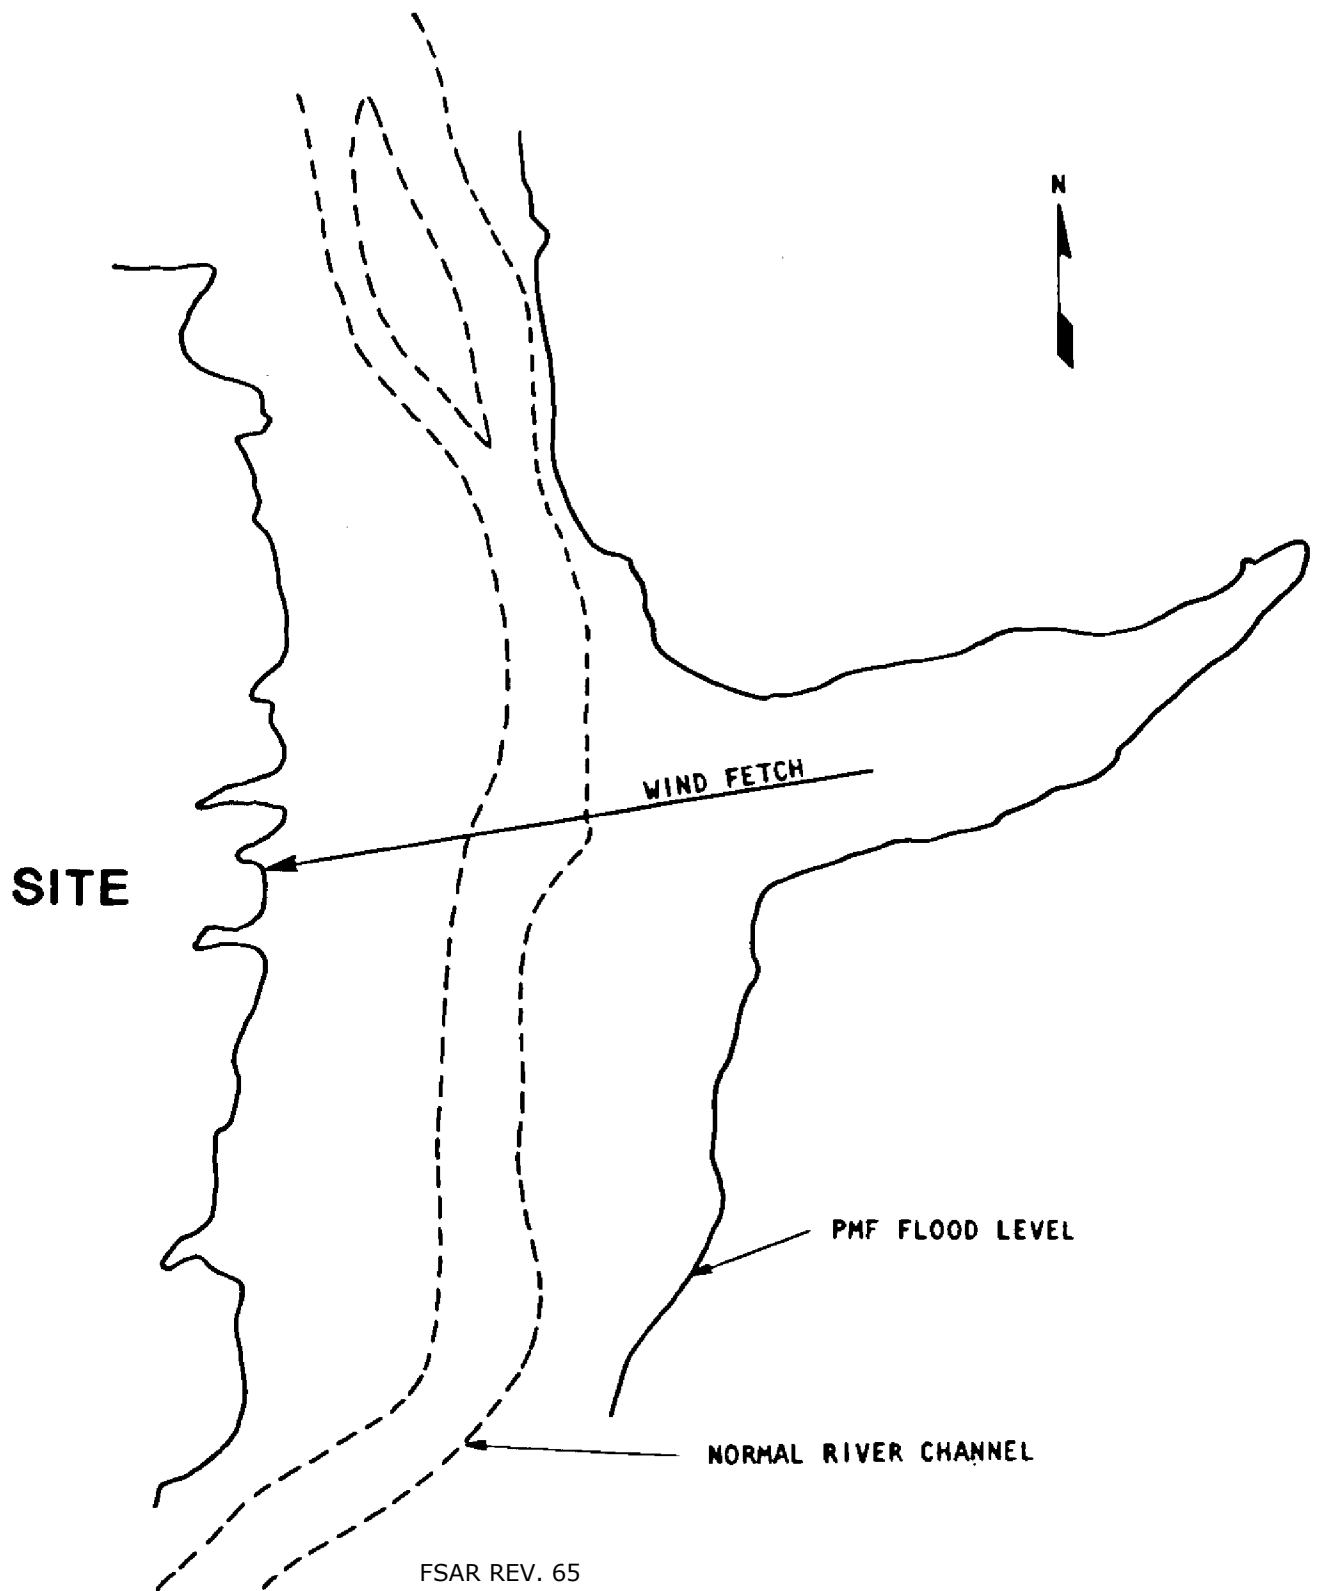 N
WIND FETCH
SITE
PMF FLOOD LEVEL
NORMAL RIVER CHANNEL
FSAR REV. 65